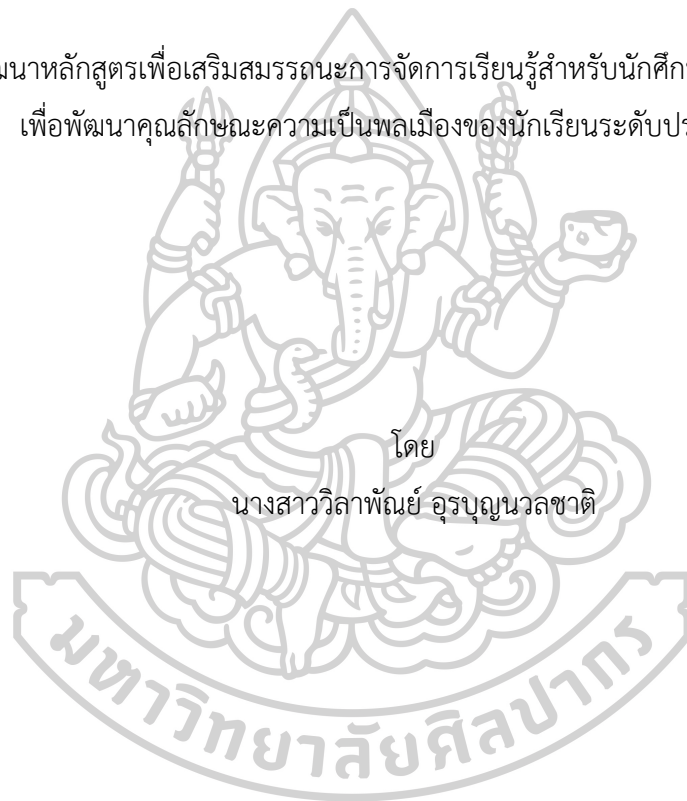 ฒนาหลักสูตรเพื่อเสริมสมรรถนะการจัดการเรียนรู้สำหรับนักศึก
เพื่อพัฒนาคุณลักษณะความเป็นพลเมืองของนักเรียนระดับปร
โดย
นางสาววิลาพัณย์ อุรบุญนวลชาติ
มหาวิทยาลัยศิลปากร